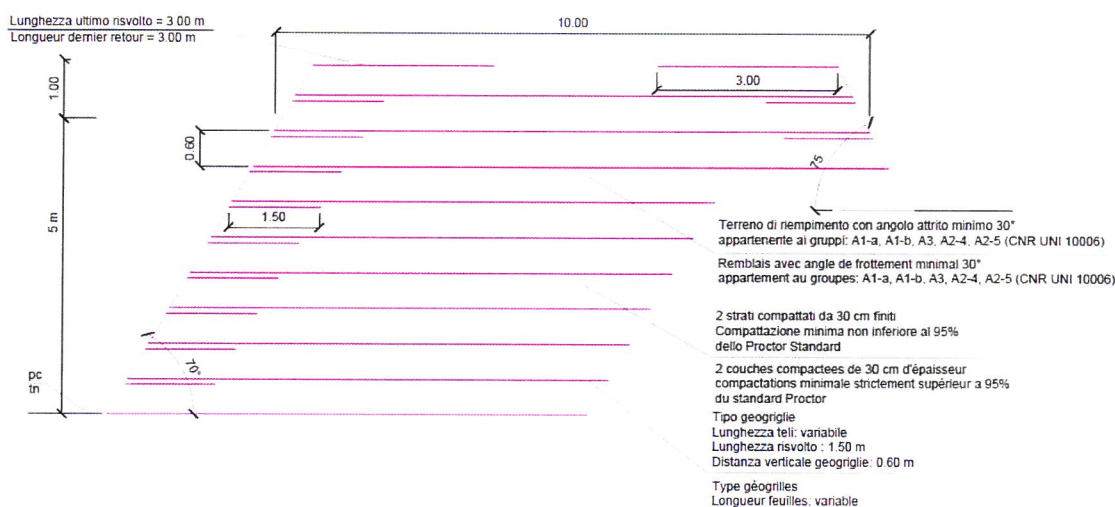 Lunghezza ultimo risvolto = 3.00 m
Longueur dernier retour = 3.00 m
10.00
1.00
3.00
0.60
75
5 m
1.50
Terreno di riempimento con angolo attrito minimo 30°
appartenente ai gruppi: A1-a, A1-b, A3, A2-4, A2-5 (CNR UNI 10006)
Remblais avec angle de frottement minimal 30°
appartement au groupes: A1-a, A1-b, A3, A2-4, A2-5 (CNR UNI 10006)
2 strati compattati da 30 cm finiti
Compattazione minima non inferiore al 95%
dello Proctor Standard
70°
pc
tn
2 couches compactees de 30 cm d'épaisseur
compactations minimale strictement supérieur a 95%
du standard Proctor
Tipo geogriglie
Lunghezza teli: variabile
Lunghezza risvolto : 1.50 m
Distanza verticale geogriglie: 0.60 m
Type géogrilles
Longueur feuilles: variable